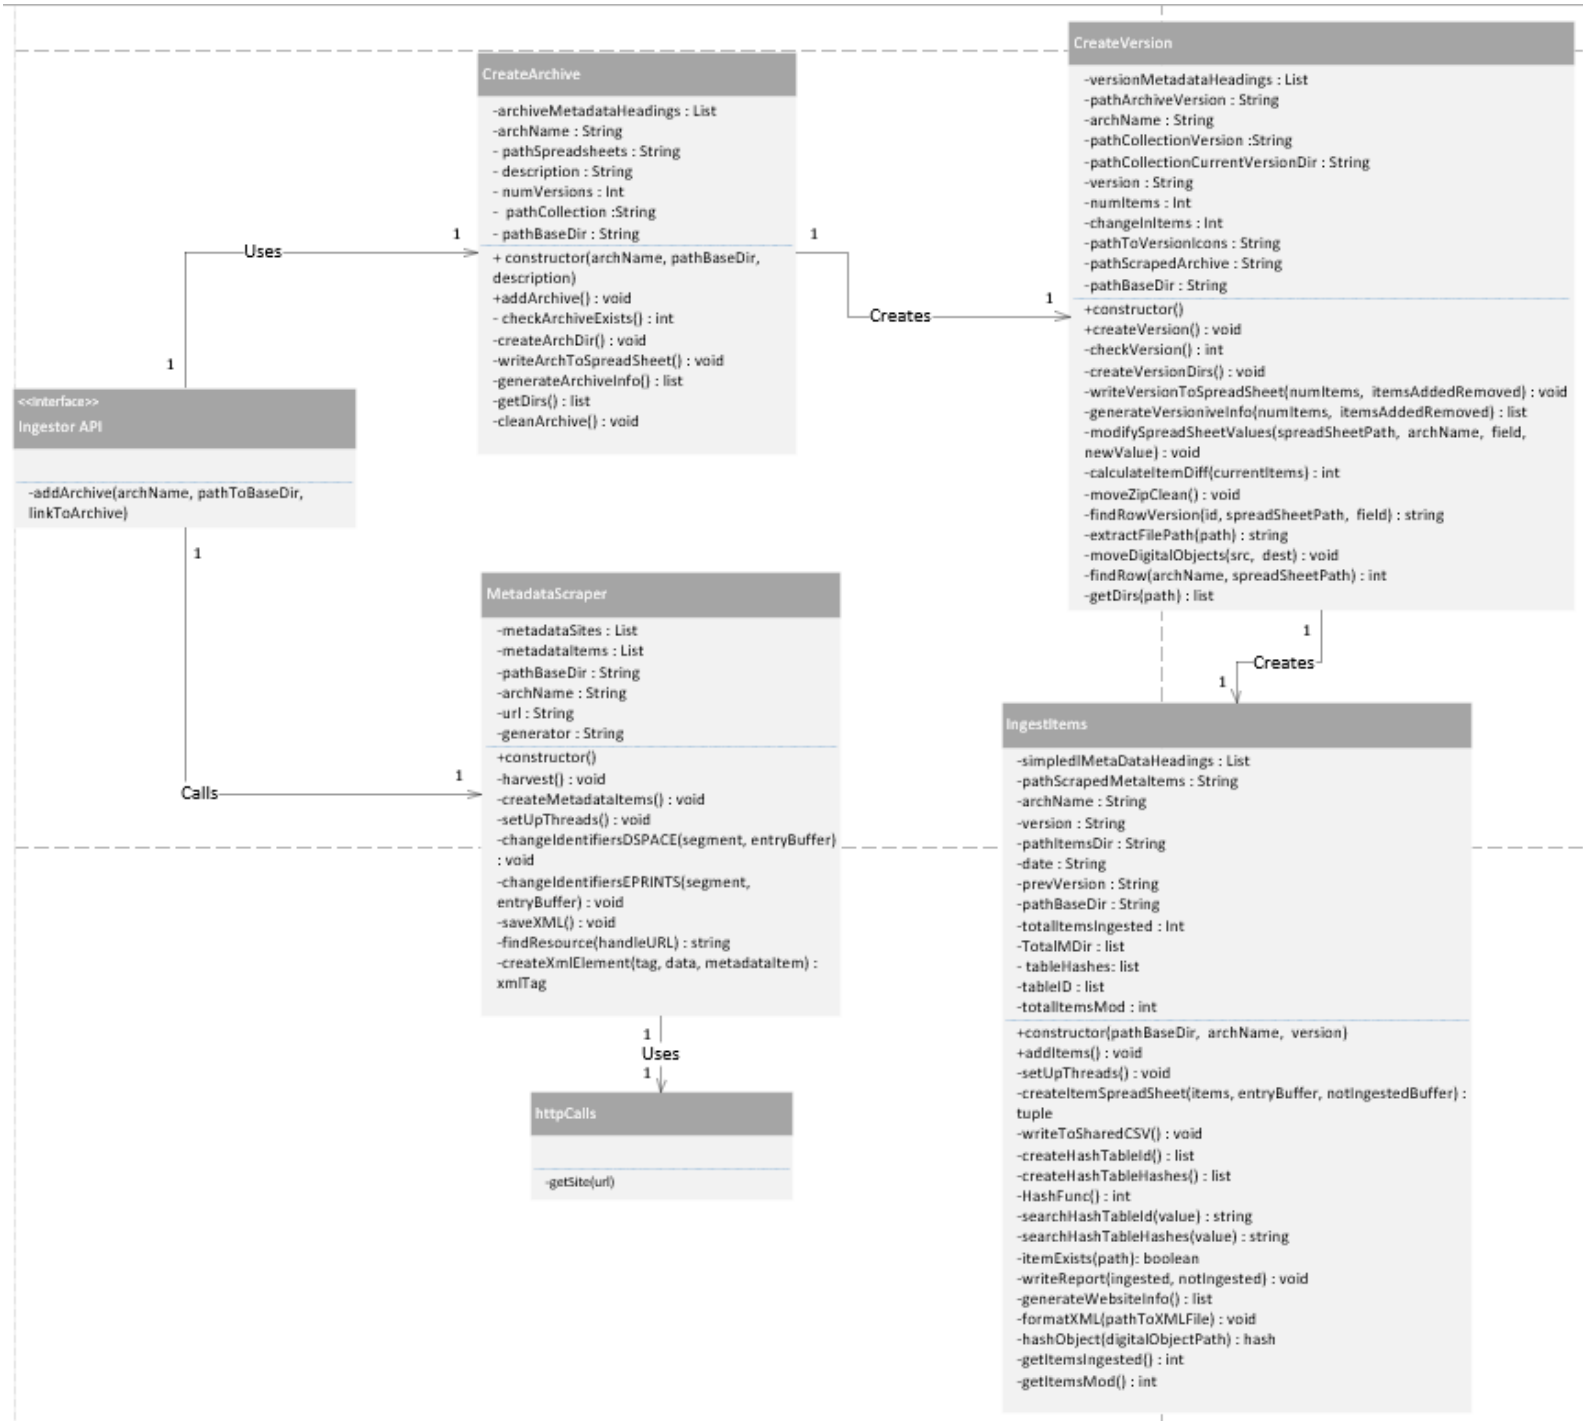 CreateArchive
-archiveMetadataHeadings : List
-archName : String
- pathSpreadsheets : String
- description : String
- numVersions : Int
- pathCollection :String
- pathBaseDir : String
+ constructor(archName, pathBaseDir,
description)
+addArchive() : void
- checkArchiveExists() : int
-createArchDir() : void
-writeArchToSpreadSheet() : void
-generateArchiveInfo() : list
-getDirs() : list
-cleanArchive() : void
CreateVersion
-versionMetadataHeadings : List
-pathArchiveVersion : String
-archName : String
-pathCollectionVersion :String
-pathCollectionCurrentVersionDir : String
-version : String
-numItems : Int
-changeInItems : Int
-pathToVersionIcons : String
-pathScrapedArchive : String
-pathBaseDir : String
+constructor()
+createVersion() : void
-checkVersion() : int
-createVersionDirs() : void
-writeVersionToSpreadSheet(numItems, itemsAddedRemoved) : void
-generateVersioniveInfo(numItems, itemsAddedRemoved) : list
-modifySpreadSheetValues(spreadSheetPath, archName, field,
newValue) : void
-calculateItemDiff(currentItems) : int
-moveZipClean() : void
-findRowVersion(id, spreadSheetPath, field) : string
-extractFilePath(path) : string
-moveDigitalObjects(src, dest) : void
-findRow(archName, spreadSheetPath) : int
-getDirs(path) : list
1
Uses
1
1
Creates
1
<<Interface>>
Ingestor API
-addArchive(archName, pathToBaseDir,
linkToArchive)
1
Calls
1
MetadataScraper
-metadataSites : List
-metadataItems : List
-pathBaseDir : String
-archName : String
-url : String
-generator : String
+constructor()
-harvest() : void
-createMetadataItems() : void
-setUpThreads() : void
-changeIdentifiersDSPACE(segment, entryBuffer)
: void
-changeIdentifiersEPRINTS(segment,
entryBuffer) : void
-saveXML() : void
-findResource(handleURL) : string
-createXmlElement(tag, data, metadataItem) :
xmlTag
1
Uses
1
httpCalls
-getSite(url)
1
Creates
1
IngestItems
-simpledlMetaDataHeadings : List
-pathScrapedMetaItems : String
-archName : String
-version : String
-pathItemsDir : String
-date : String
-prevVersion : String
-pathBaseDir : String
-totalItemsIngested : Int
-TotalMDir : list
- tableHashes: list
-tableID : list
-totalItemsMod : int
+constructor(pathBaseDir, archName, version)
+addItems() : void
-setUpThreads() : void
-createItemSpreadSheet(items, entryBuffer, notIngestedBuffer) :
tuple
-writeToSharedCSV() : void
-createHashTableId() : list
-createHashTableHashes() : list
-HashFunc() : int
-searchHashTableId(value) : string
-searchHashTableHashes(value) : string
-itemExists(path): boolean
-writeReport(ingested, notIngested) : void
-generateWebsiteInfo() : list
-formatXML(pathToXMLFile) : void
-hashObject(digitalObjectPath) : hash
-getItemsIngested() : int
-getItemsMod() : int